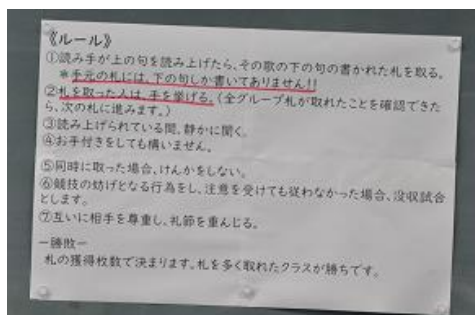 《ルール》
①読み手が上の句を読み上げたら、その歌の下の句の書かれた札を取る。
＊手元の札には、下の句しか書いてありません!!
②札を取った人は、手を挙げる。(全グループ札が取れたことを確認できた
ら、次の札に進みます。)
③読み上げられている間、静かに聞く。
④お手付きをしても構いません。
⑤同時に取った場合、けんかをしない。
⑥競技の妨げとなる行為をし、注意を受けても従わなかった場合、没収試合
とします。
⑦互いに相手を尊重し、礼節を重んじる。
ー勝敗ー
札の獲得枚数で決まります。札を多く取れたクラスが勝ちです。